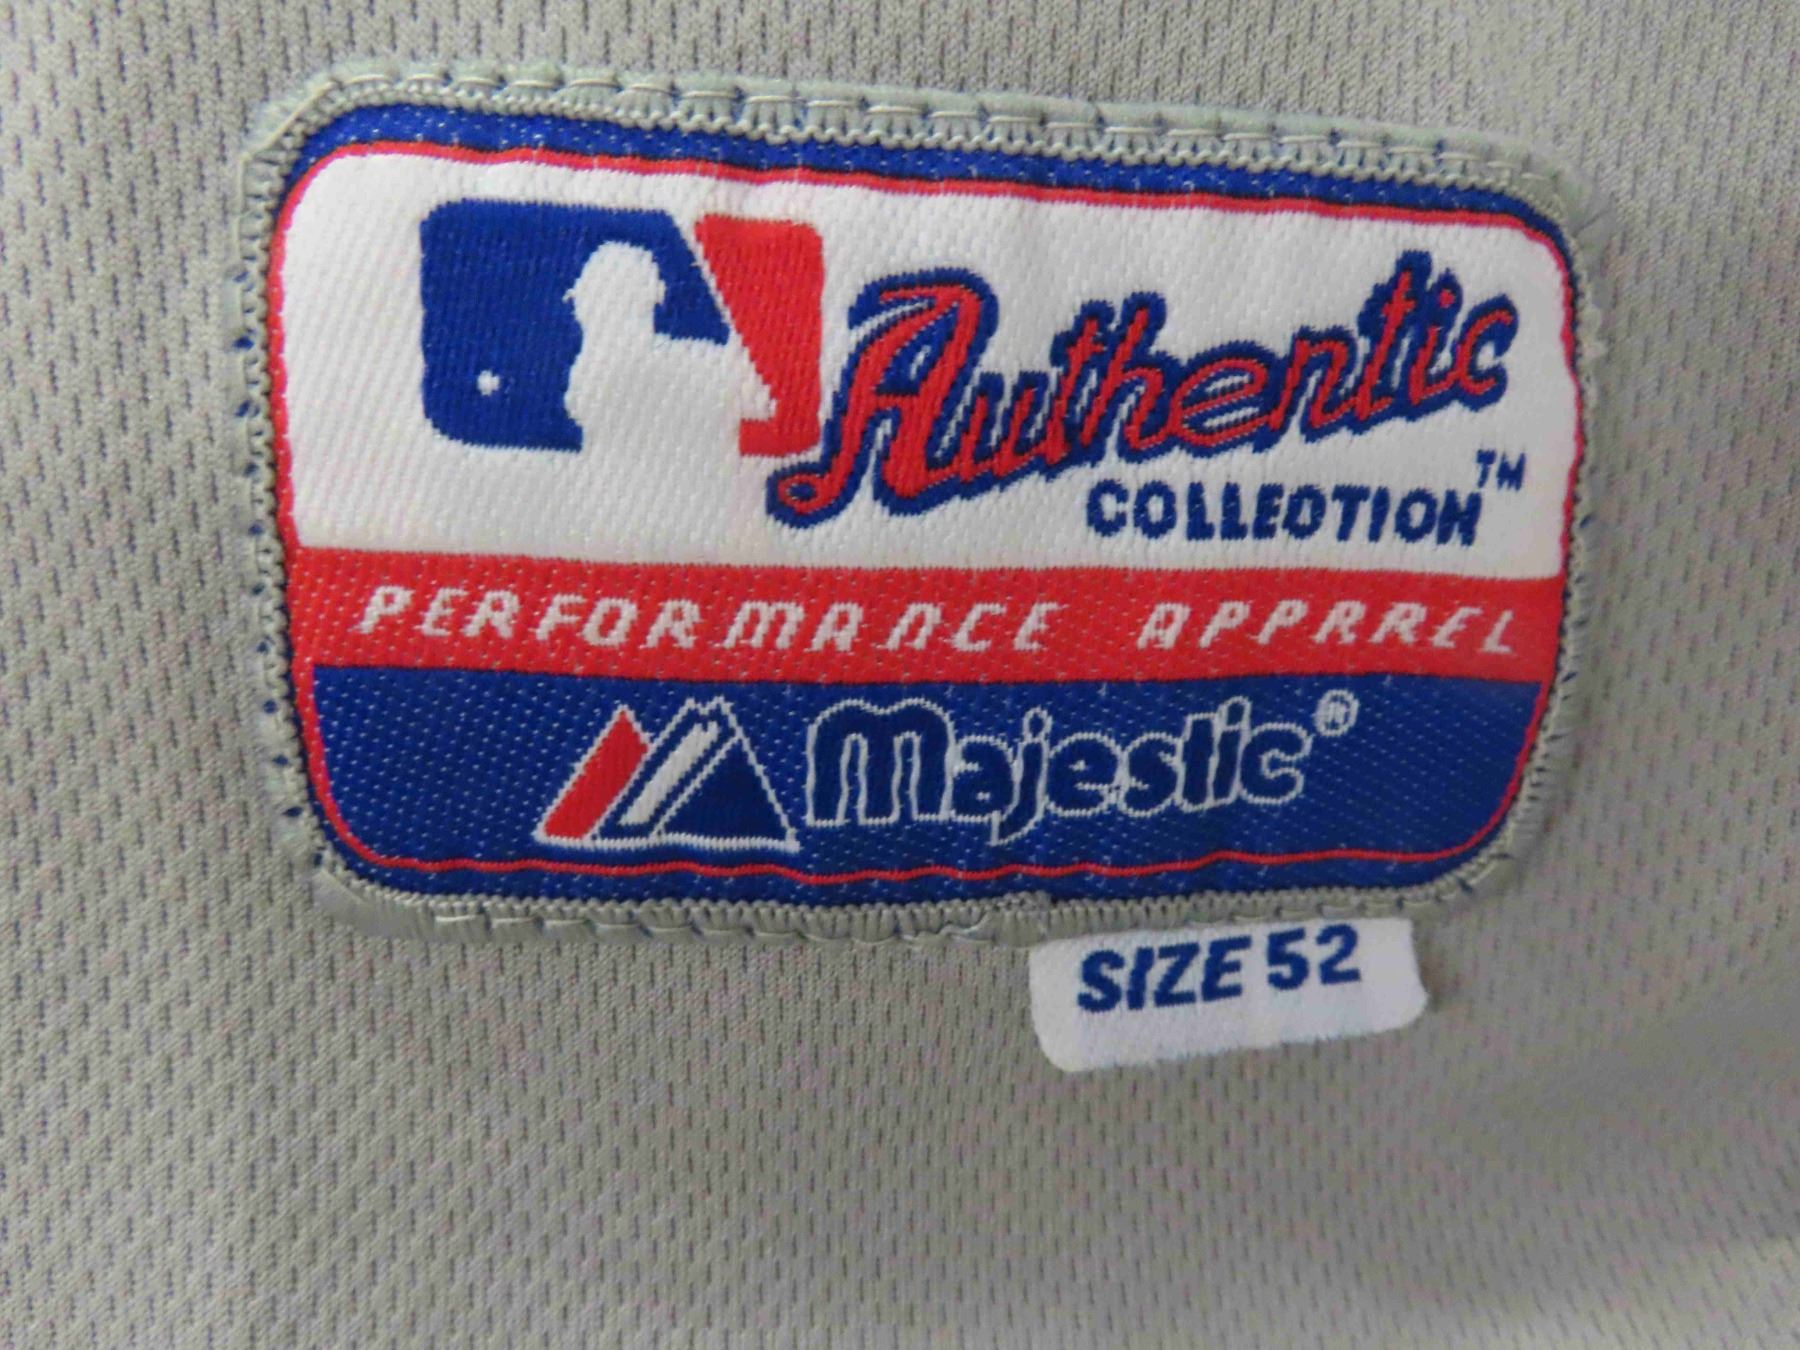 Authentic
COLLECTION™
PERFORMANCE APPAREL
Majestic®
SIZE 52